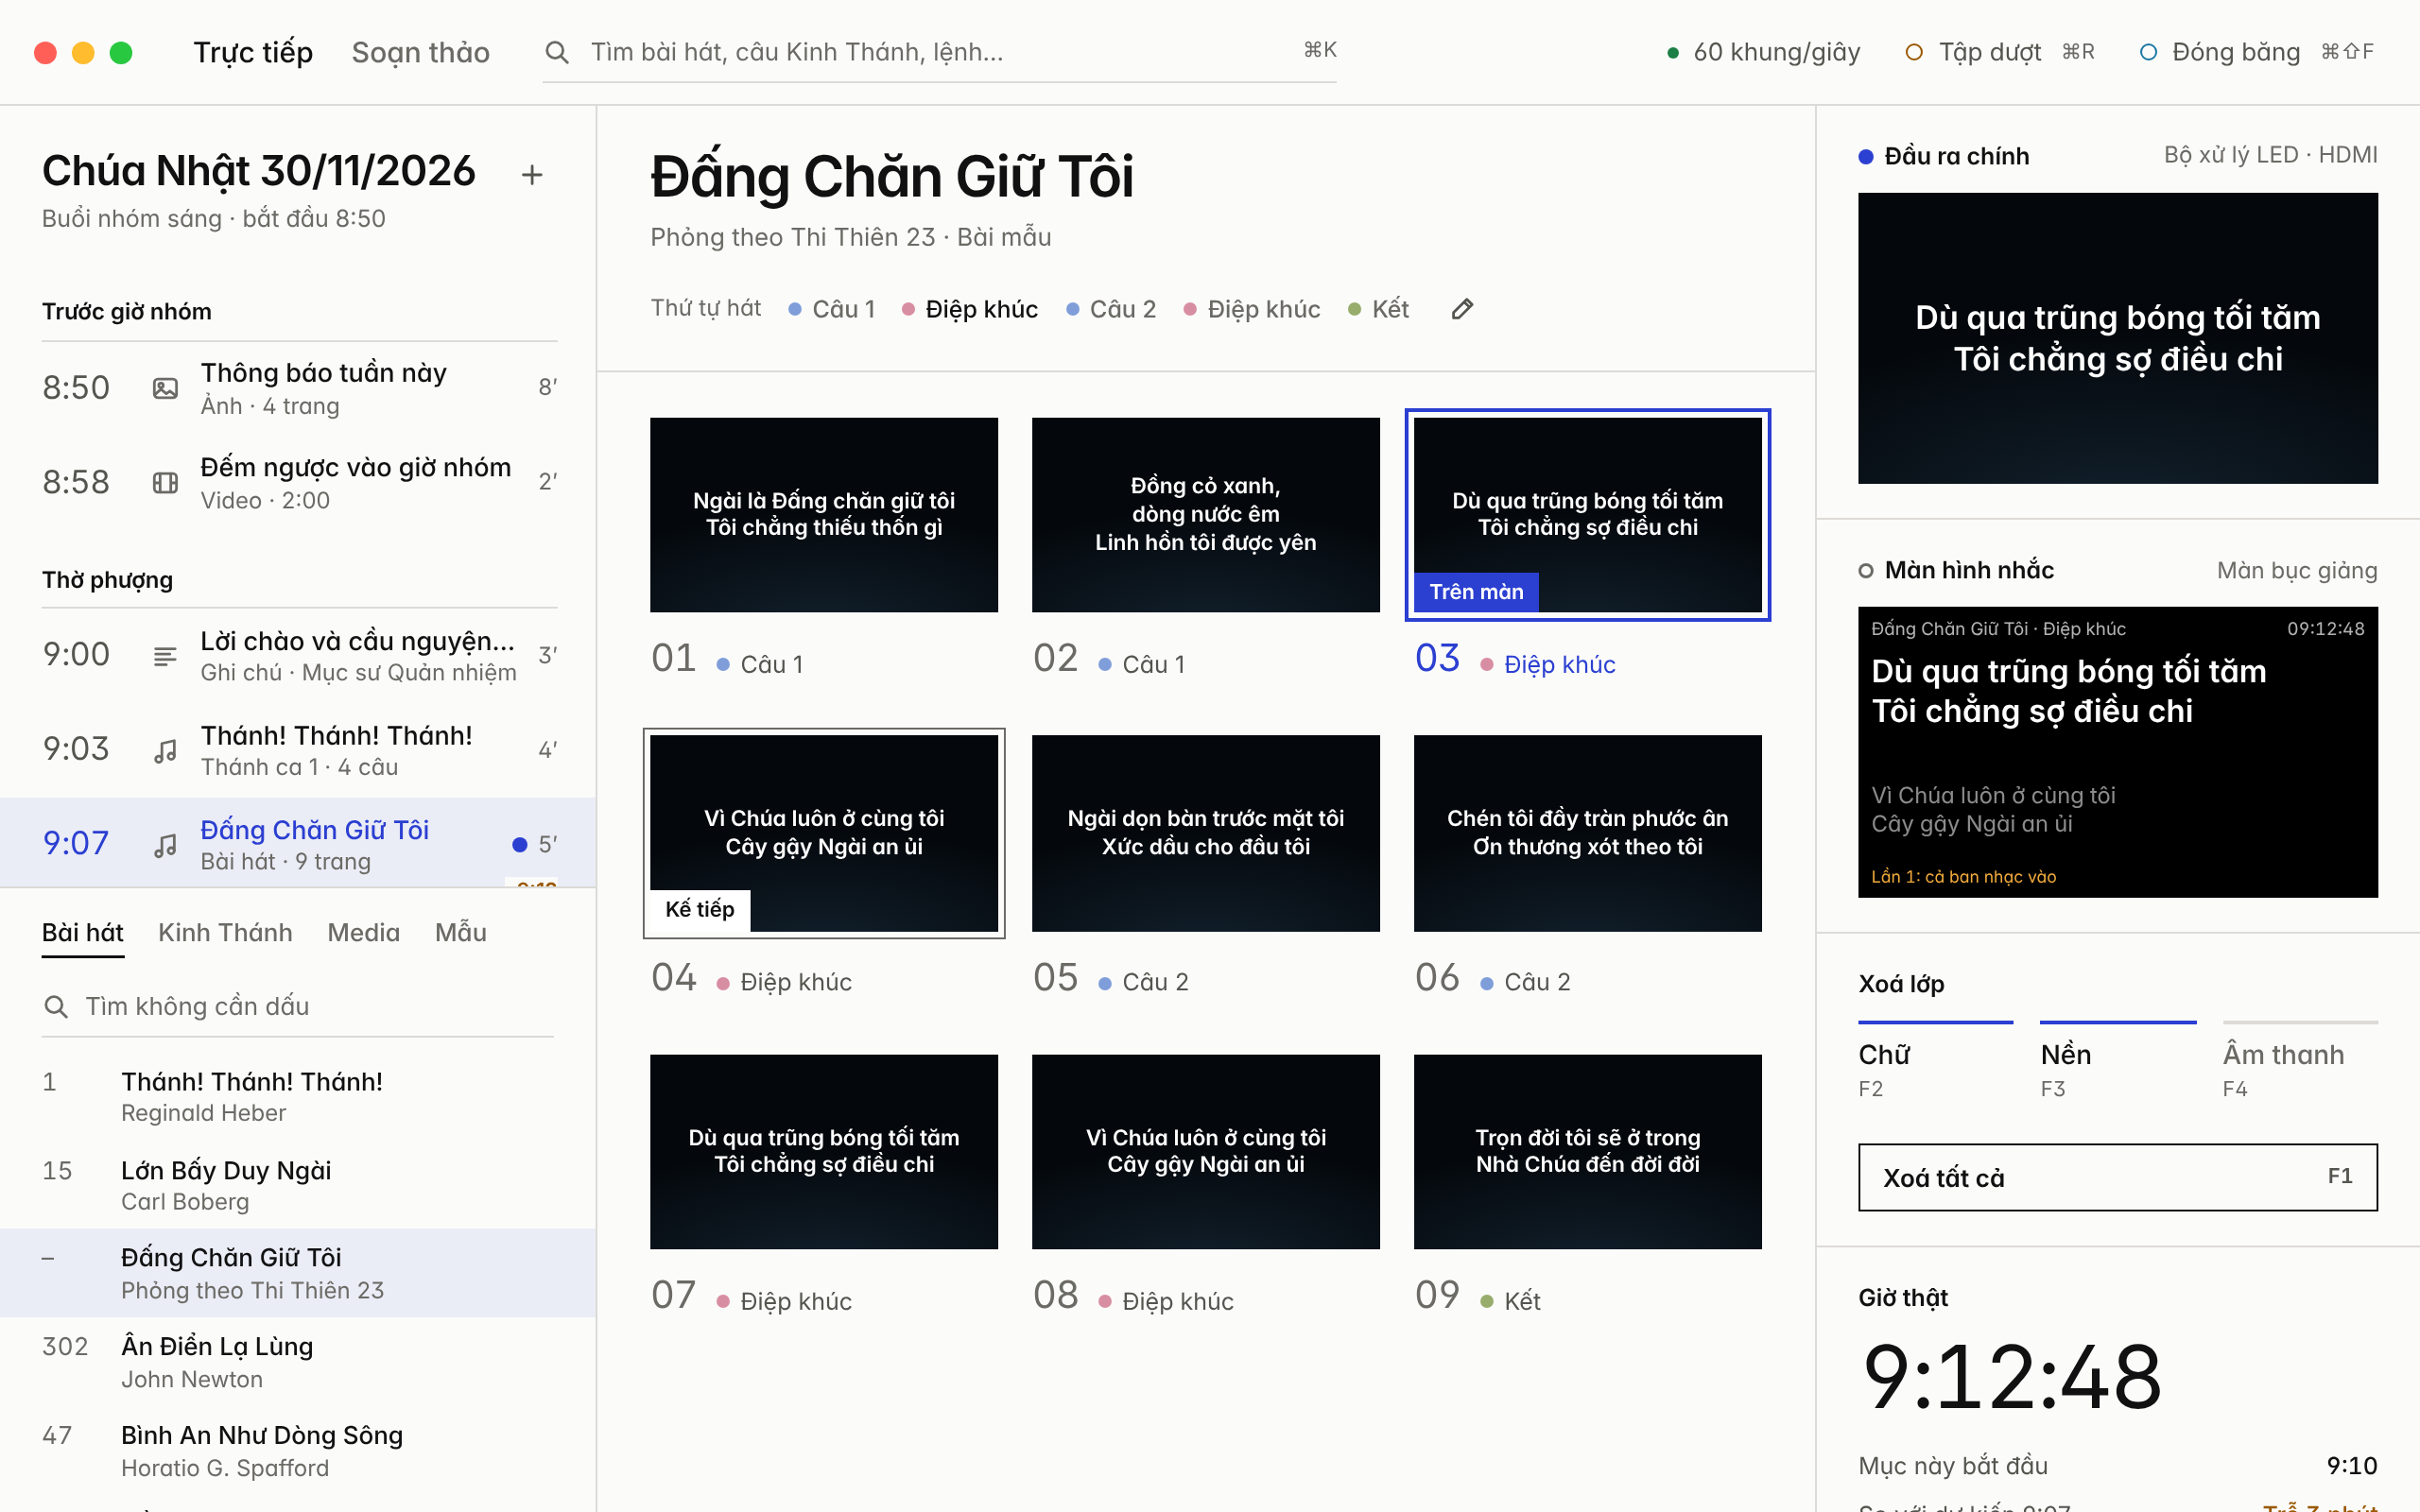 Trực tiếp
Soạn thảo
Tìm bài hát, câu Kinh Thánh, lệnh...
⌘K
60 khung/giây
Tập dượt ⌘R
Đóng băng ⌘⇧F
Chúa Nhật 30/11/2026
+
Buổi nhóm sáng · bắt đầu 8:50
Trước giờ nhóm
8:50
Thông báo tuần này
Ảnh · 4 trang
8′
8:58
Đếm ngược vào giờ nhóm
Video · 2:00
2′
Thờ phượng
9:00
Lời chào và cầu nguyện...
Ghi chú · Mục sư Quản nhiệm
3′
9:03
Thánh! Thánh! Thánh!
Thánh ca 1 · 4 câu
4′
9:07
Đấng Chăn Giữ Tôi
Bài hát · 9 trang
5′
Bài hát
Kinh Thánh
Media
Mẫu
Tìm không cần dấu
1
Thánh! Thánh! Thánh!
Reginald Heber
15
Lớn Bấy Duy Ngài
Carl Boberg
–
Đấng Chăn Giữ Tôi
Phỏng theo Thi Thiên 23
302
Ân Điển Lạ Lùng
John Newton
47
Bình An Như Dòng Sông
Horatio G. Spafford
Đấng Chăn Giữ Tôi
Phỏng theo Thi Thiên 23 · Bài mẫu
Thứ tự hát
Câu 1
Điệp khúc
Câu 2
Điệp khúc
Kết
Ngài là Đấng chăn giữ tôi
Tôi chẳng thiếu thốn gì
01 Câu 1
Đồng cỏ xanh,
dòng nước êm
Linh hồn tôi được yên
02 Câu 1
Dù qua trũng bóng tối tăm
Tôi chẳng sợ điều chi
Trên màn
03 Điệp khúc
Vì Chúa luôn ở cùng tôi
Cây gậy Ngài an ủi
Kế tiếp
04 Điệp khúc
Ngài dọn bàn trước mặt tôi
Xức dầu cho đầu tôi
05 Câu 2
Chén tôi đầy tràn phước ân
Ơn thương xót theo tôi
06 Câu 2
Dù qua trũng bóng tối tăm
Tôi chẳng sợ điều chi
07 Điệp khúc
Vì Chúa luôn ở cùng tôi
Cây gậy Ngài an ủi
08 Điệp khúc
Trọn đời tôi sẽ ở trong
Nhà Chúa đến đời đời
09 Kết
Đầu ra chính
Bộ xử lý LED · HDMI
Dù qua trũng bóng tối tăm
Tôi chẳng sợ điều chi
Màn hình nhắc
Màn bục giảng
Đấng Chăn Giữ Tôi · Điệp khúc
09:12:48
Dù qua trũng bóng tối tăm
Tôi chẳng sợ điều chi
Vì Chúa luôn ở cùng tôi
Cây gậy Ngài an ủi
Lần 1: cả ban nhạc vào
Xoá lớp
Chữ
F2
Nền
F3
Âm thanh
F4
Xoá tất cả
F1
Giờ thật
9:12:48
Mục này bắt đầu
9:10